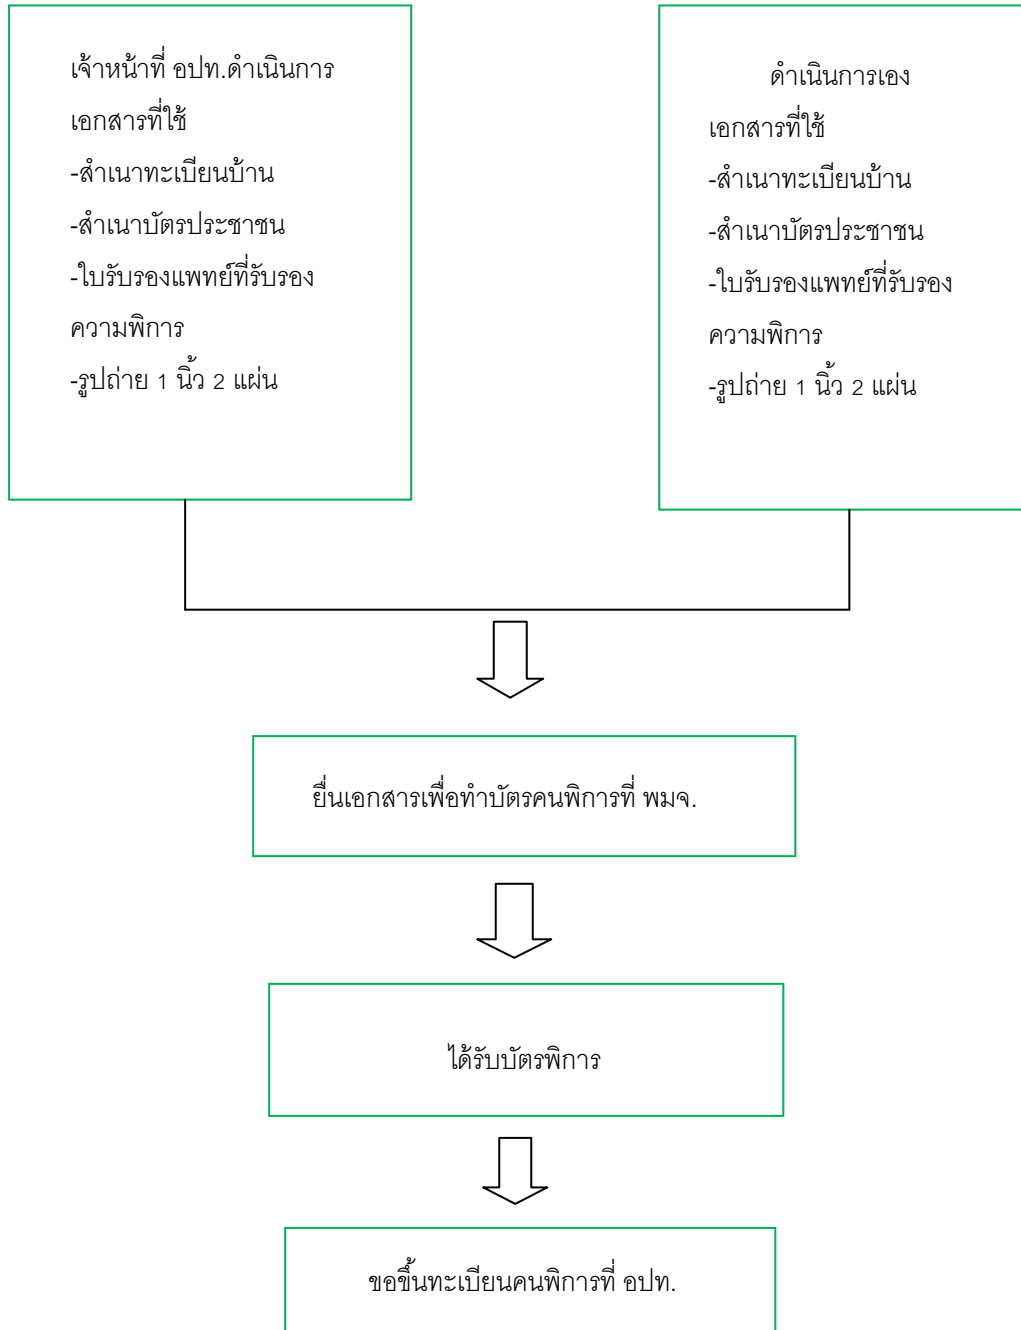 เจ้าหน้าที่ อปท.ดำเนินการ
เอกสารที่ใช้
-สำเนาทะเบียนบ้าน
-สำเนาบัตรประชาชน
-ใบรับรองแพทย์ที่รับรอง
ความพิการ
-รูปถ่าย 1 นิ้ว 2 แผ่น
ดำเนินการเอง
เอกสารที่ใช้
-สำเนาทะเบียนบ้าน
-สำเนาบัตรประชาชน
-ใบรับรองแพทย์ที่รับรอง
ความพิการ
-รูปถ่าย 1 นิ้ว 2 แผ่น
ยื่นเอกสารเพื่อทำบัตรคนพิการที่ พมจ.
ได้รับบัตรพิการ
ขอขึ้นทะเบียนคนพิการที่ อปท.